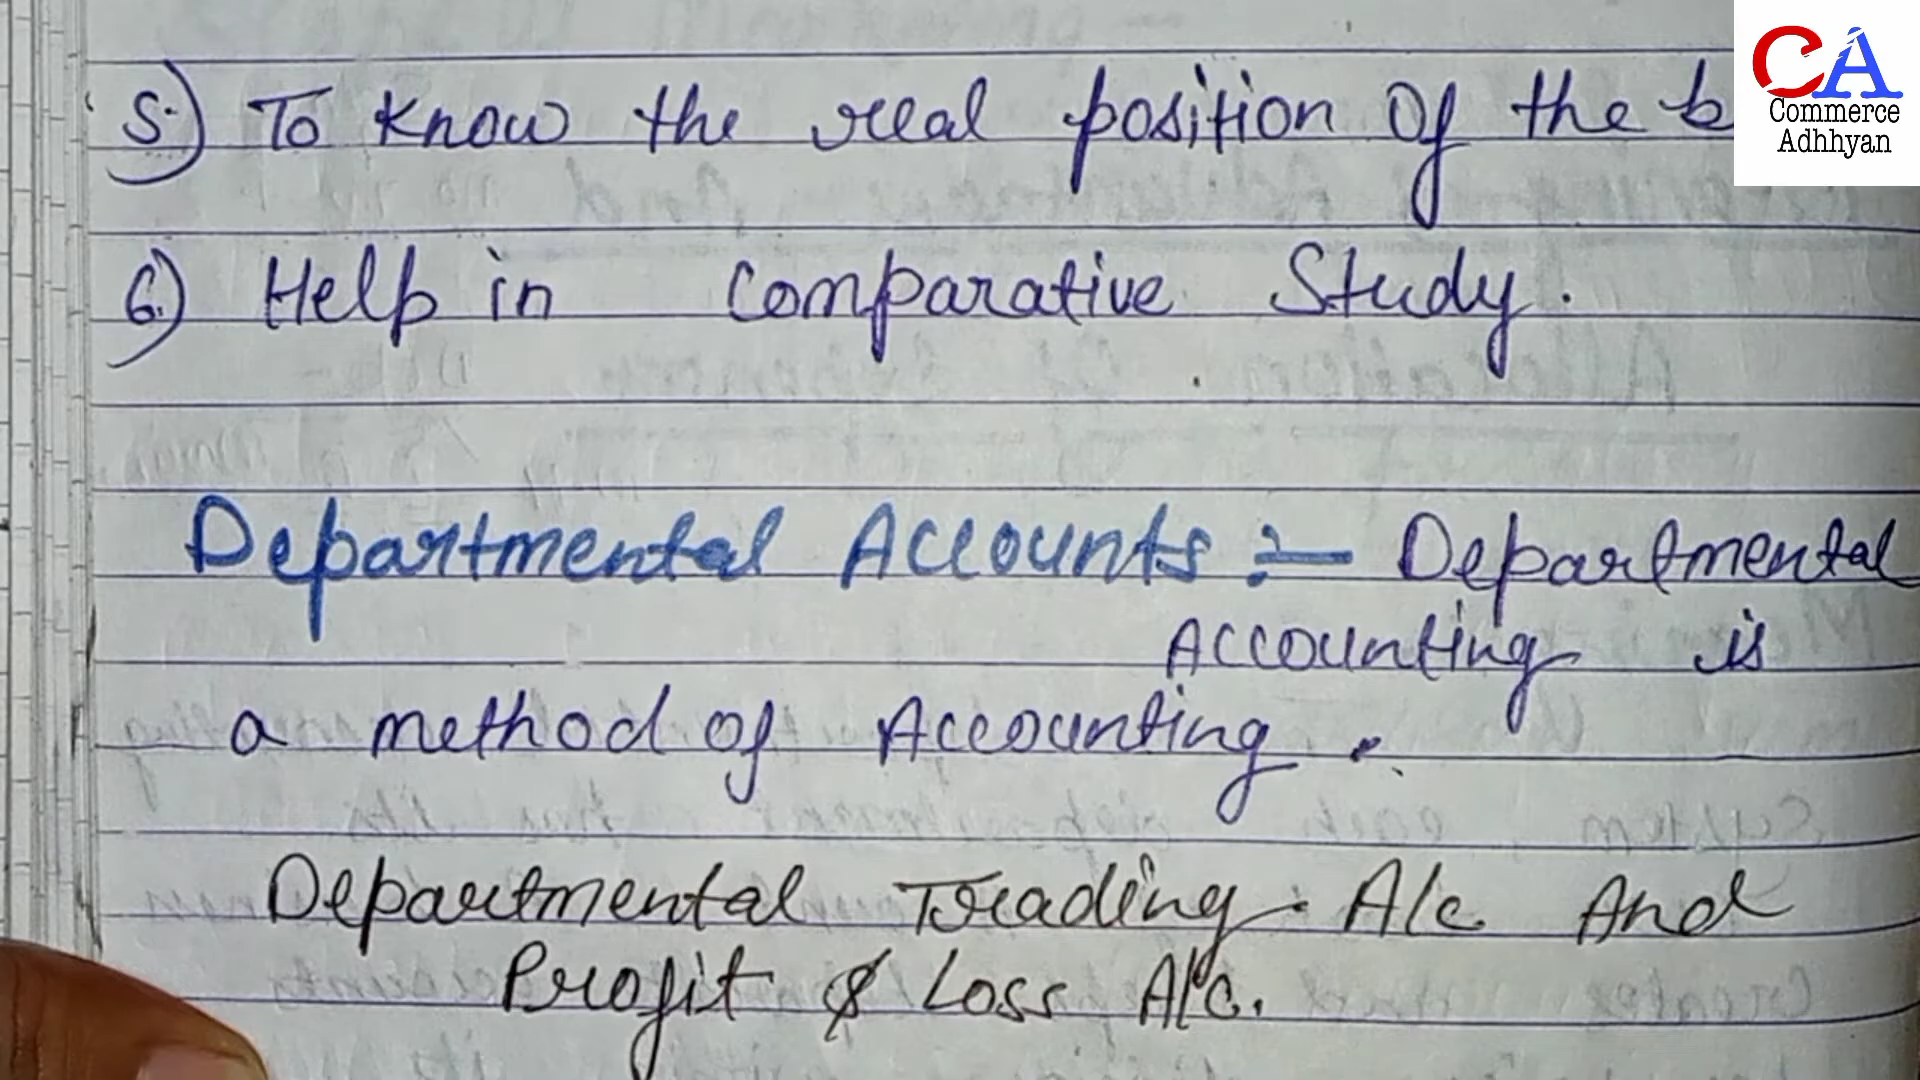 5.) To Know the real position Of the b
6.) Help in Comparative Study.
Departmental Accounts :- Departmental
Accounting is
a method of Accounting.
Departmental Trading A/c. And
Profit & Loss A/c.
CA
Commerce
Adhhyan